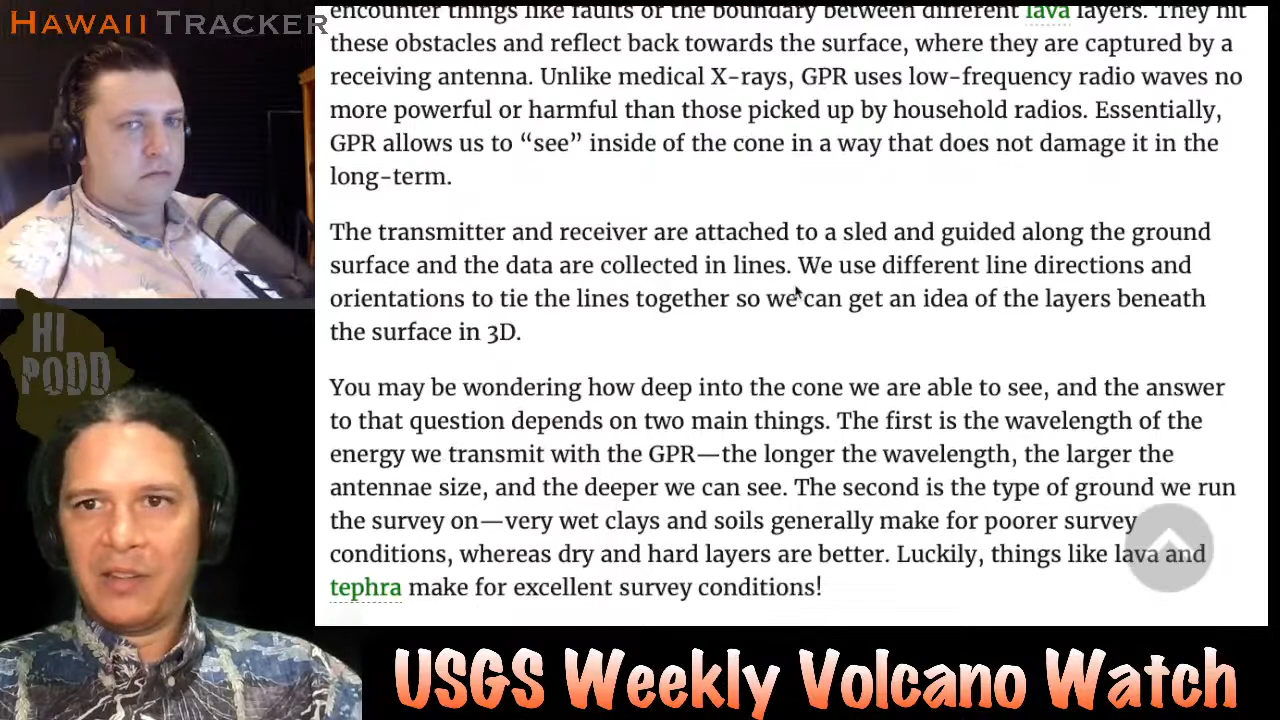 HAWAII TRACKER
encounter things like faults or the boundary between different lava layers. They hit
these obstacles and reflect back towards the surface, where they are captured by a
receiving antenna. Unlike medical X-rays, GPR uses low-frequency radio waves no
more powerful or harmful than those picked up by household radios. Essentially,
GPR allows us to “see” inside of the cone in a way that does not damage it in the
long-term.
The transmitter and receiver are attached to a sled and guided along the ground
surface and the data are collected in lines. We use different line directions and
orientations to tie the lines together so we can get an idea of the layers beneath
the surface in 3D.
You may be wondering how deep into the cone we are able to see, and the answer
to that question depends on two main things. The first is the wavelength of the
energy we transmit with the GPR—the longer the wavelength, the larger the
antennae size, and the deeper we can see. The second is the type of ground we run
the survey on—very wet clays and soils generally make for poorer survey
conditions, whereas dry and hard layers are better. Luckily, things like lava and
tephra make for excellent survey conditions!
HI
PODD
USGS Weekly Volcano Watch